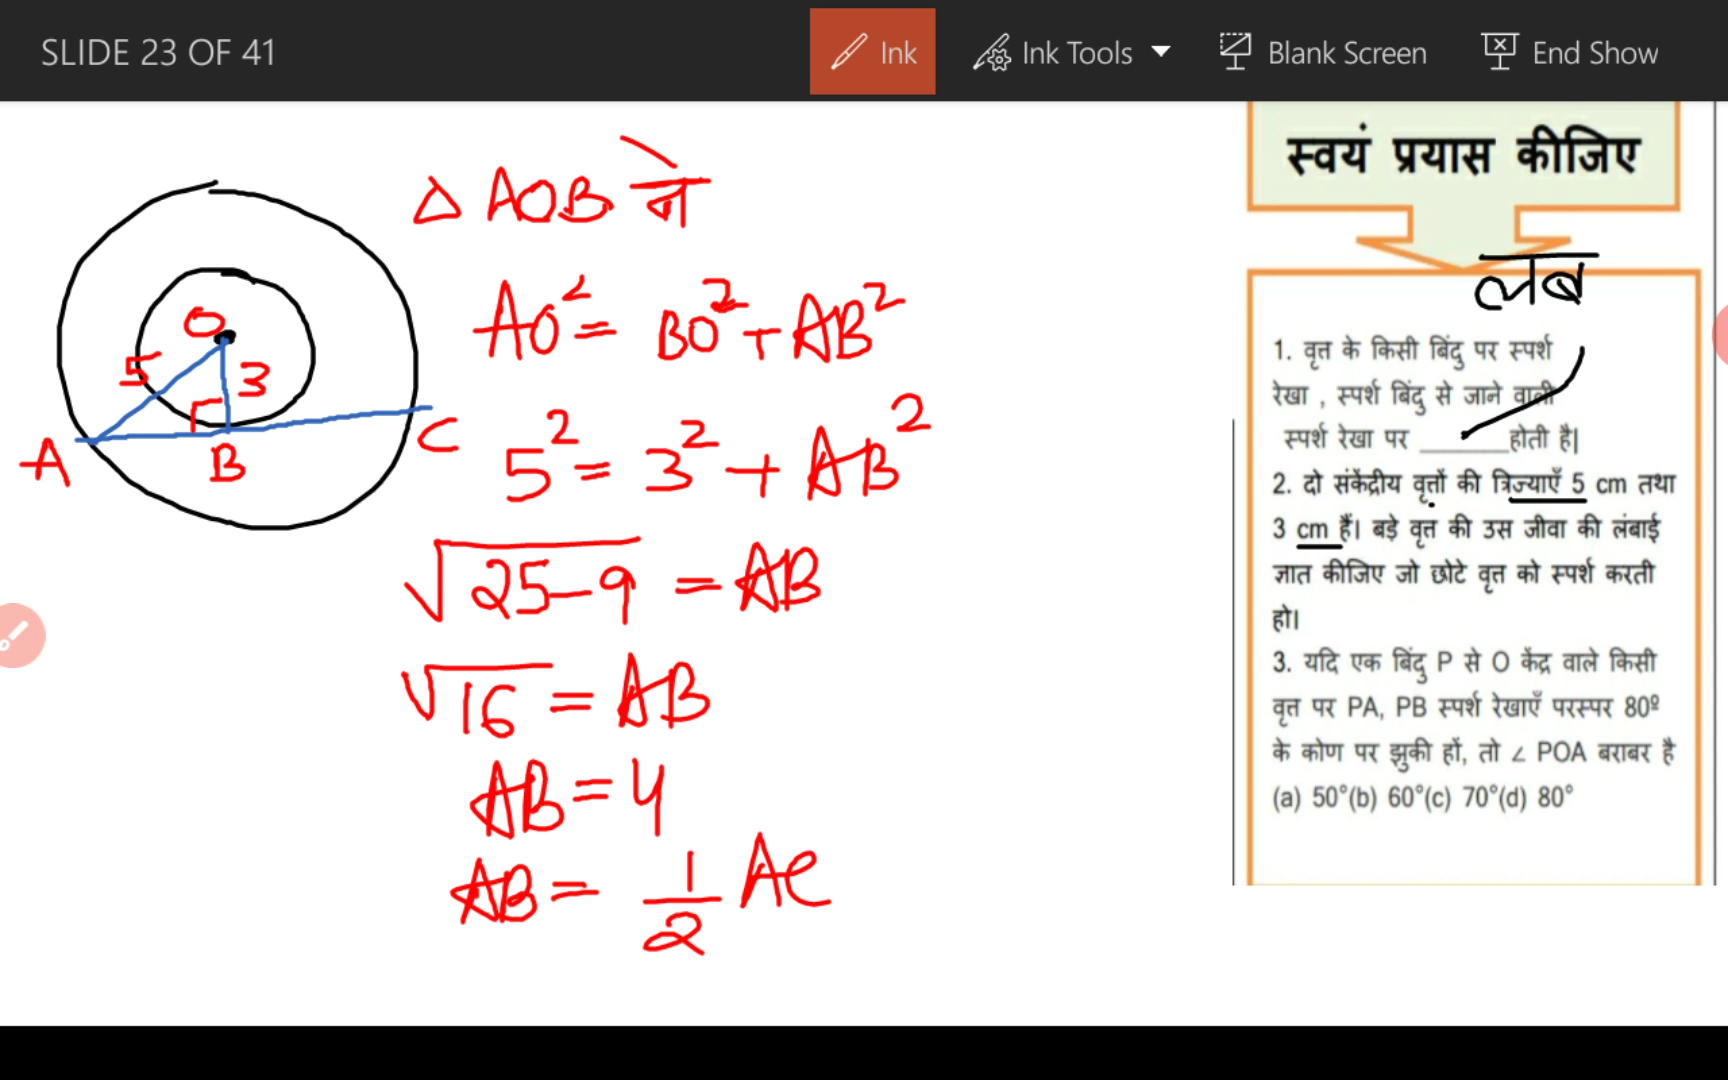 SLIDE 23 OF 41
Ink
Ink Tools
Blank Screen
End Show
△ AOB में
AO² = BO² + AB²
5² = 3² + AB²
√25-9 = AB
√16 = AB
AB = 4
AB = 1/2 AC
O
5
3
A
B
C
स्वयं प्रयास कीजिए
लंब
1. वृत्त के किसी बिंदु पर स्पर्श
रेखा , स्पर्श बिंदु से जाने वाली
स्पर्श रेखा पर ______होती है|
2. दो संकेंद्रीय वृत्तों की त्रिज्याएँ 5 cm तथा
3 cm हैं। बड़े वृत्त की उस जीवा की लंबाई
ज्ञात कीजिए जो छोटे वृत्त को स्पर्श करती
हो।
3. यदि एक बिंदु P से O केंद्र वाले किसी
वृत्त पर PA, PB स्पर्श रेखाएँ परस्पर 80º
के कोण पर झुकी हों, तो ∠ POA बराबर है
(a) 50°(b) 60°(c) 70°(d) 80°